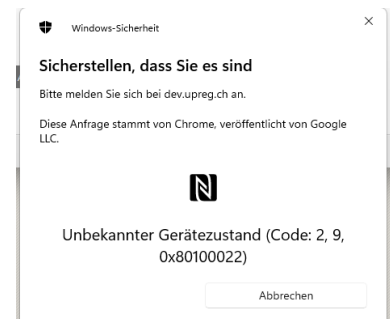 Windows-Sicherheit
Sicherstellen, dass Sie es sind
Bitte melden Sie sich bei dev.upreg.ch an.
Diese Anfrage stammt von Chrome, veröffentlicht von Google
LLC.
Unbekannter Gerätezustand (Code: 2, 9,
0x80100022)
Abbrechen